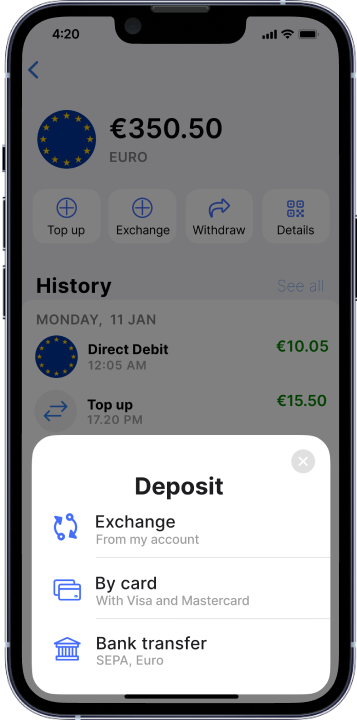 4:20
€350.50
EURO
Top up
Exchange
Withdraw
Details
History
See all
MONDAY, 11 JAN
Direct Debit
€10.05
12:05 AM
Top up
€15.50
17.20 PM
Deposit
Exchange
From my account
By card
With Visa and Mastercard
Bank transfer
SEPA, Euro